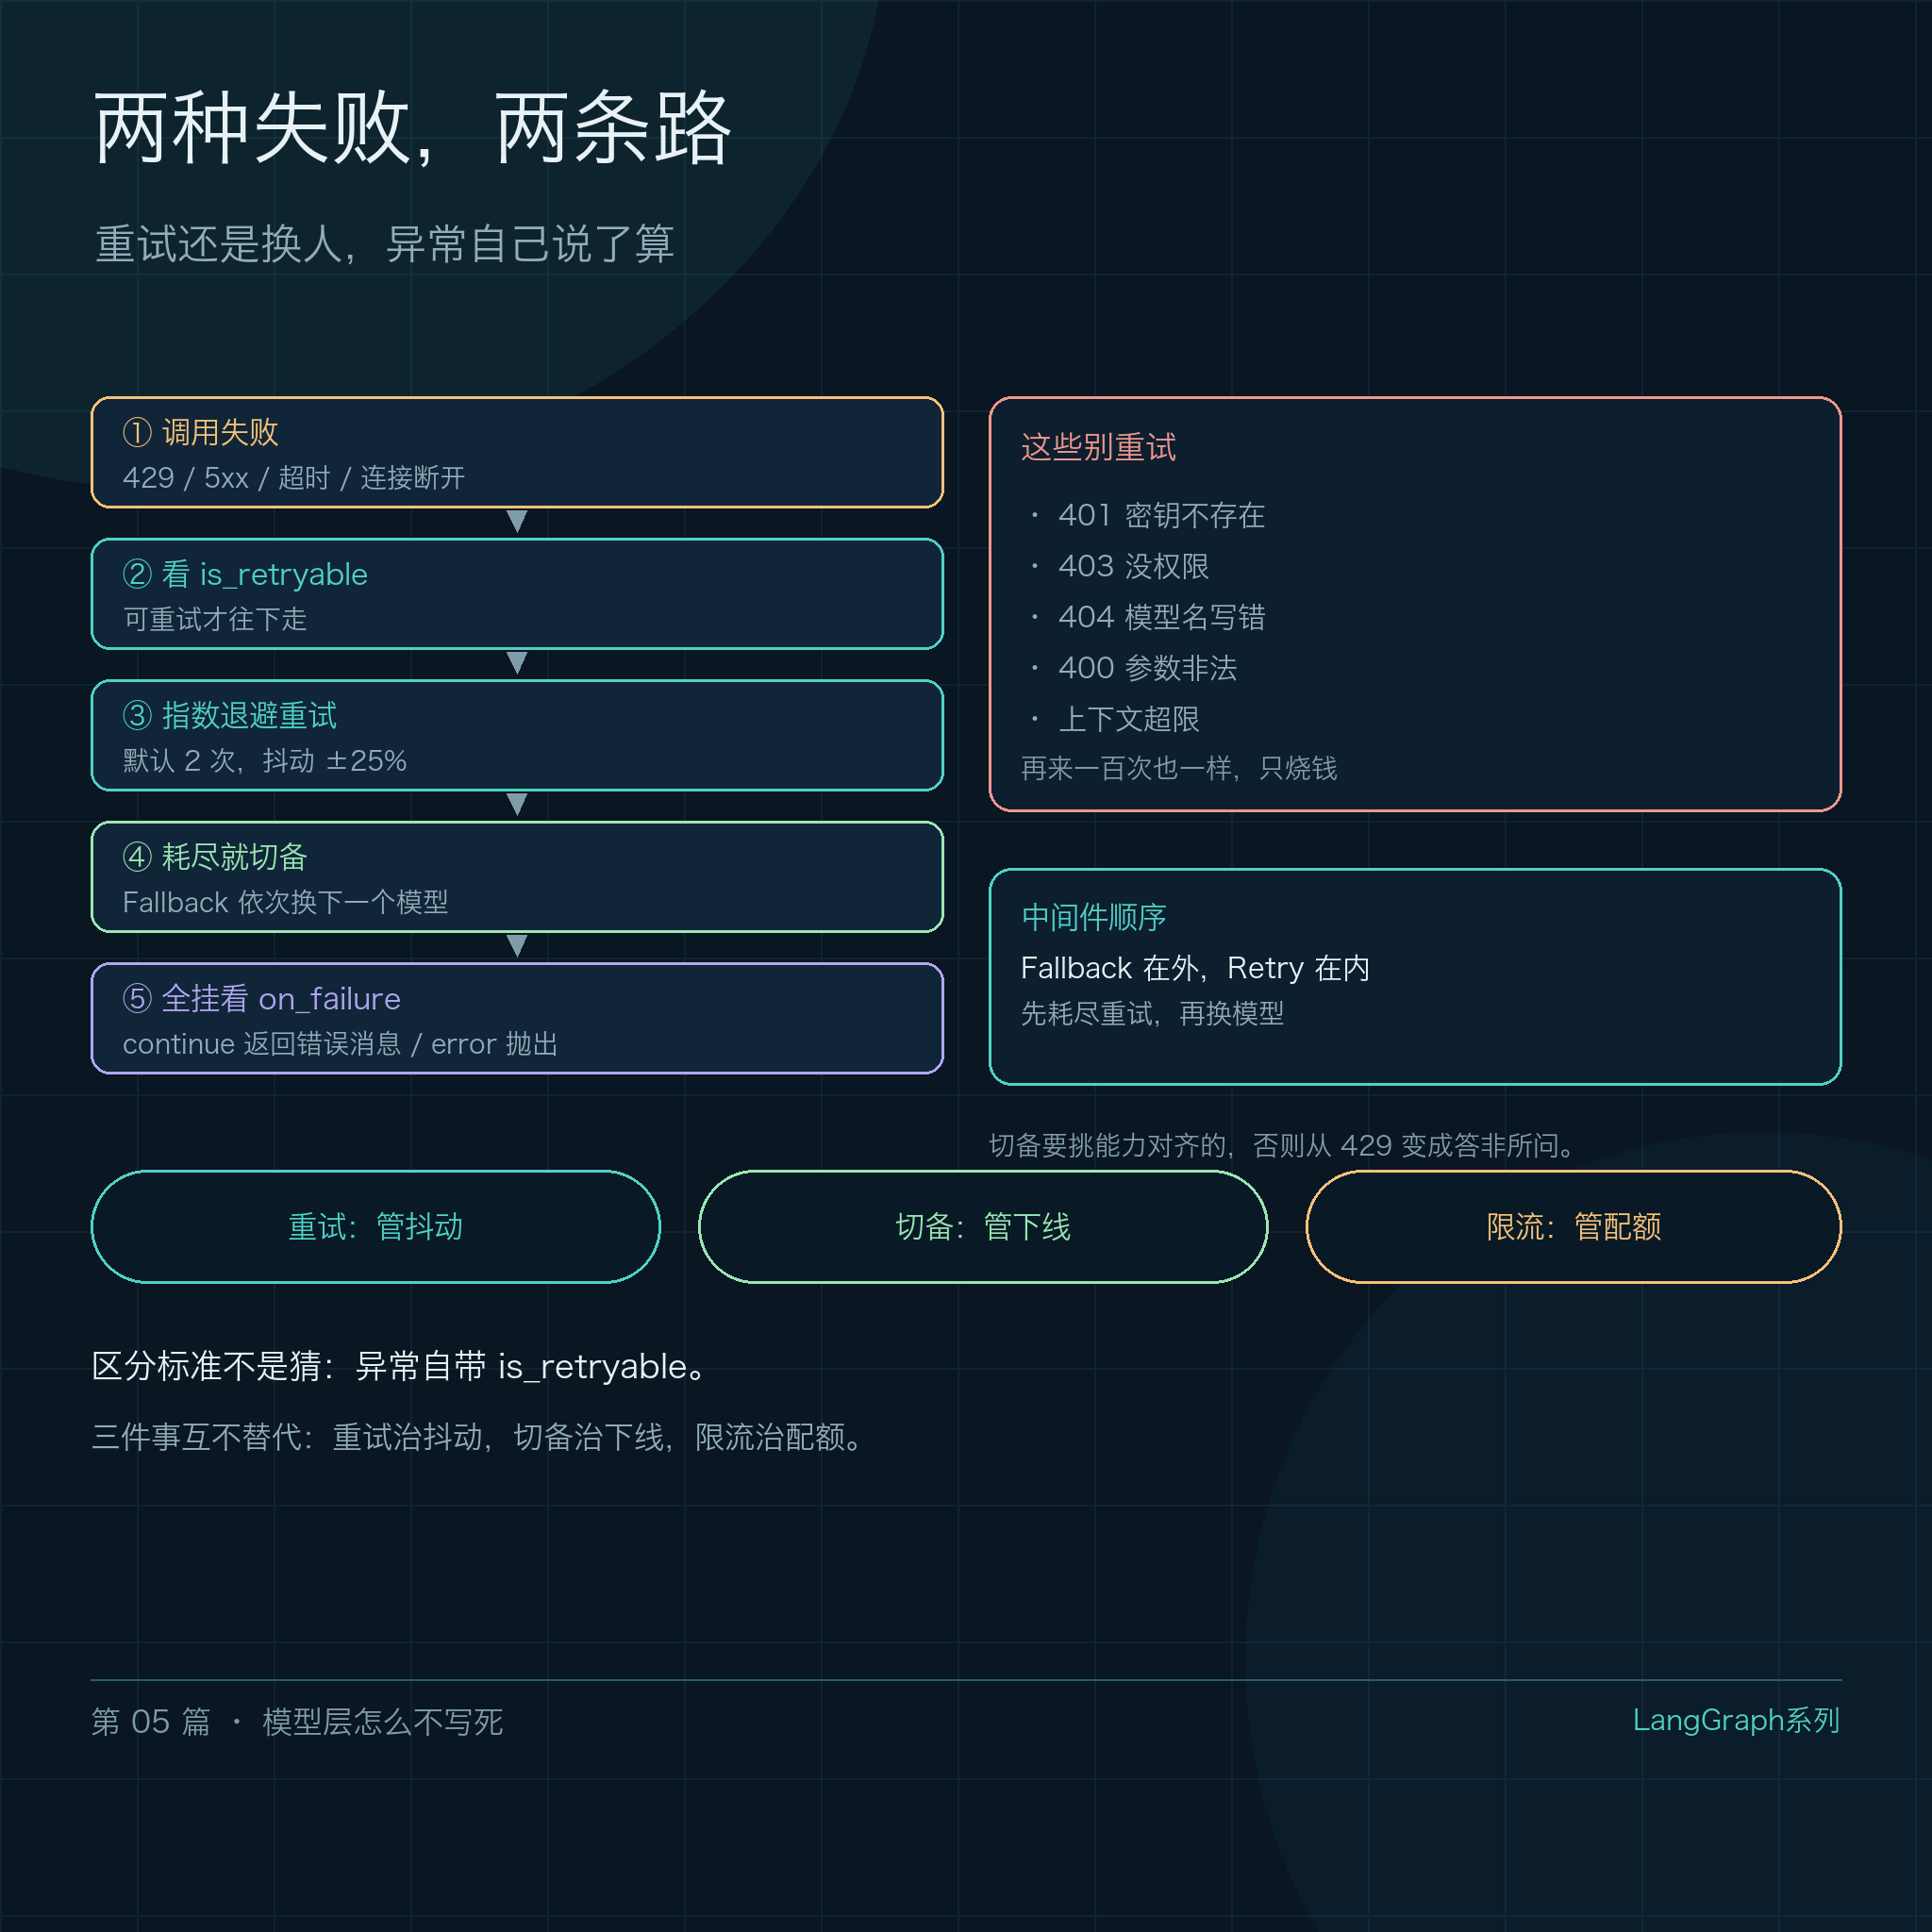 两种失败，两条路
重试还是换人，异常自己说了算
① 调用失败
429 / 5xx / 超时 / 连接断开
② 看 is_retryable
可重试才往下走
③ 指数退避重试
默认 2 次，抖动 ±25%
④ 耗尽就切备
Fallback 依次换下一个模型
⑤ 全挂看 on_failure
continue 返回错误消息 / error 抛出
这些别重试
· 401 密钥不存在
· 403 没权限
· 404 模型名写错
· 400 参数非法
· 上下文超限
再来一百次也一样，只烧钱
中间件顺序
Fallback 在外，Retry 在内
先耗尽重试，再换模型
切备要挑能力对齐的，否则从 429 变成答非所问。
重试：管抖动
切备：管下线
限流：管配额
区分标准不是猜：异常自带 is_retryable。
三件事互不替代：重试治抖动，切备治下线，限流治配额。
第 05 篇 · 模型层怎么不写死
LangGraph系列